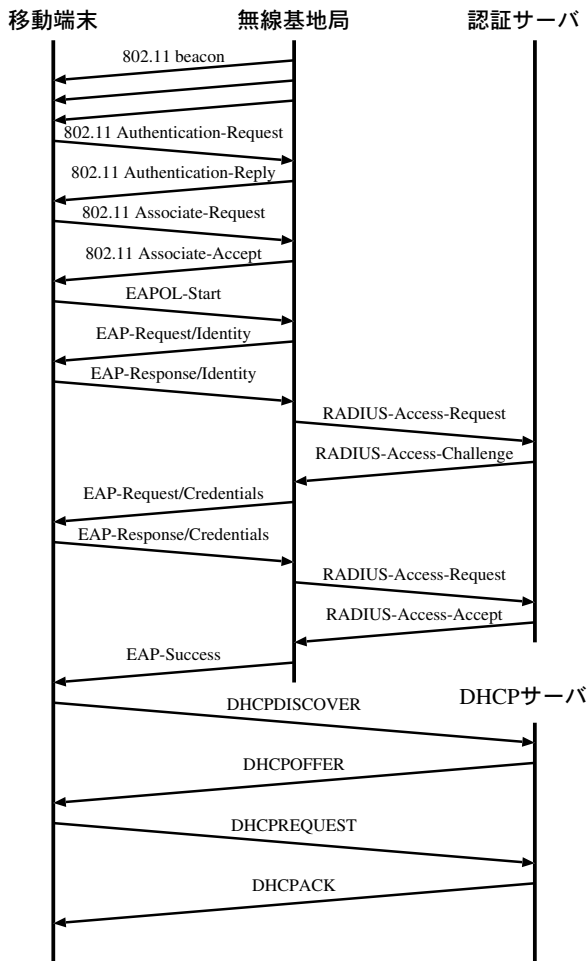 移動端末
無線基地局
認証サーバ
802.11 beacon
802.11 Authentication-Request
802.11 Authentication-Reply
802.11 Associate-Request
802.11 Associate-Accept
EAPOL-Start
EAP-Request/Identity
EAP-Response/Identity
RADIUS-Access-Request
RADIUS-Access-Challenge
EAP-Request/Credentials
EAP-Response/Credentials
RADIUS-Access-Request
RADIUS-Access-Accept
EAP-Success
DHCPサーバ
DHCPDISCOVER
DHCPOFFER
DHCPREQUEST
DHCPACK